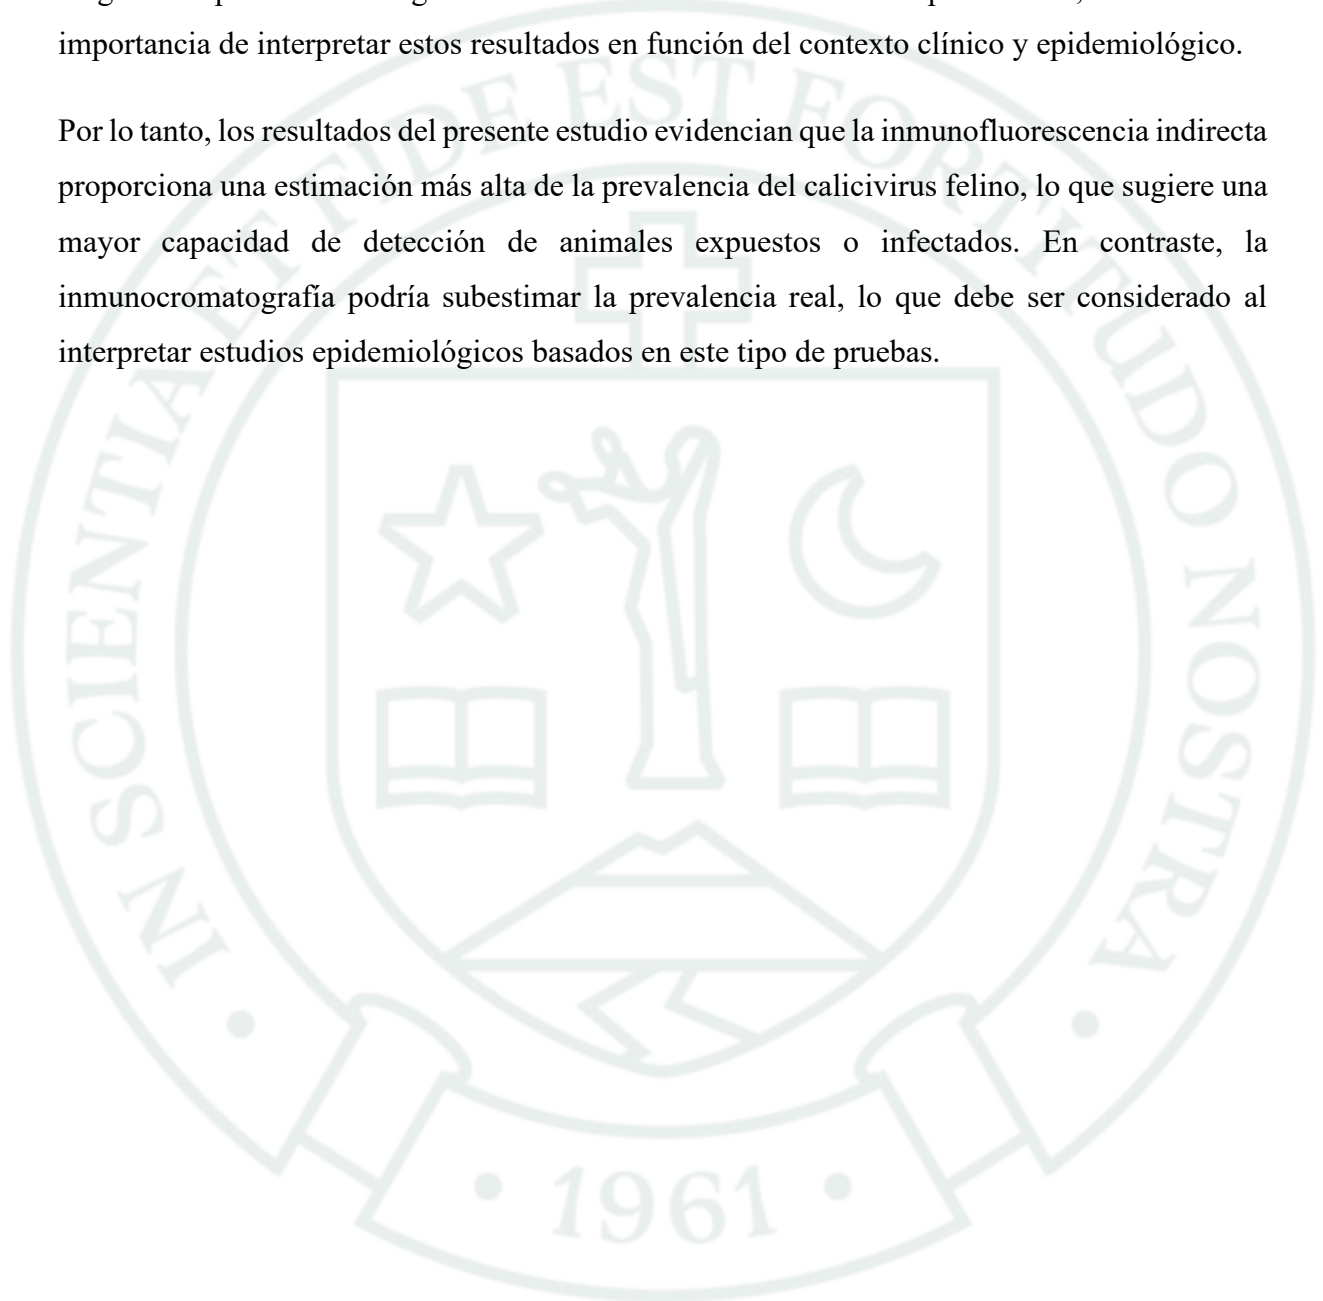 importancia de interpretar estos resultados en función del contexto clínico y epidemiológico.
Por lo tanto, los resultados del presente estudio evidencian que la inmunofluorescencia indirecta
proporciona una estimación más alta de la prevalencia del calicivirus felino, lo que sugiere una
mayor capacidad de detección de animales expuestos o infectados. En contraste, la
inmunocromatografía podría subestimar la prevalencia real, lo que debe ser considerado al
interpretar estudios epidemiológicos basados en este tipo de pruebas.
IN SCIENTIA ET FIDE EST FORTITUDO NOSTRA
• 1961 •